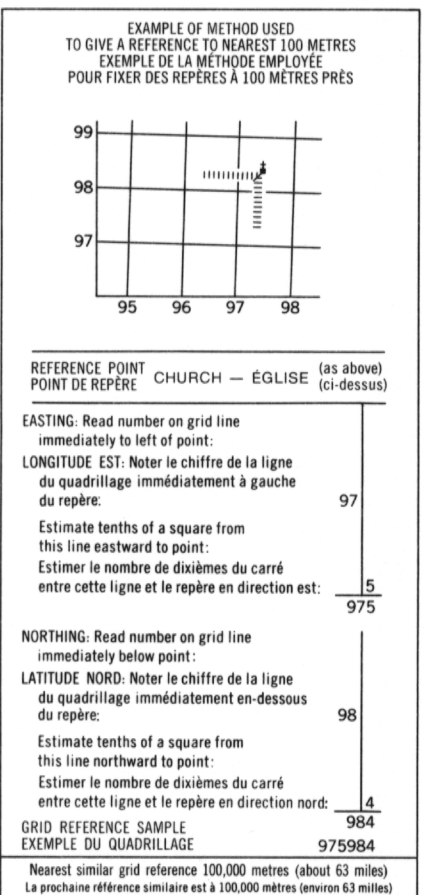 EXAMPLE OF METHOD USED
TO GIVE A REFERENCE TO NEAREST 100 METRES
EXEMPLE DE LA MÉTHODE EMPLOYÉE
POUR FIXER DES REPÈRES À 100 MÈTRES PRÈS
99
98
97
95 96 97 98
REFERENCE POINT
POINT DE REPÈRE
CHURCH — ÉGLISE
(as above)
(ci-dessus)
EASTING: Read number on grid line
immediately to left of point:
LONGITUDE EST: Noter le chiffre de la ligne
du quadrillage immédiatement à gauche
du repère: 97
Estimate tenths of a square from
this line eastward to point:
Estimer le nombre de dixièmes du carré
entre cette ligne et le repère en direction est: 5
975
NORTHING: Read number on grid line
immediately below point:
LATITUDE NORD: Noter le chiffre de la ligne
du quadrillage immédiatement en-dessous
du repère: 98
Estimate tenths of a square from
this line northward to point:
Estimer le nombre de dixièmes du carré
entre cette ligne et le repère en direction nord: 4
984
GRID REFERENCE SAMPLE
EXEMPLE DU QUADRILLAGE 975984
Nearest similar grid reference 100,000 metres (about 63 miles)
La prochaine référence similaire est à 100,000 mètres (environ 63 milles)